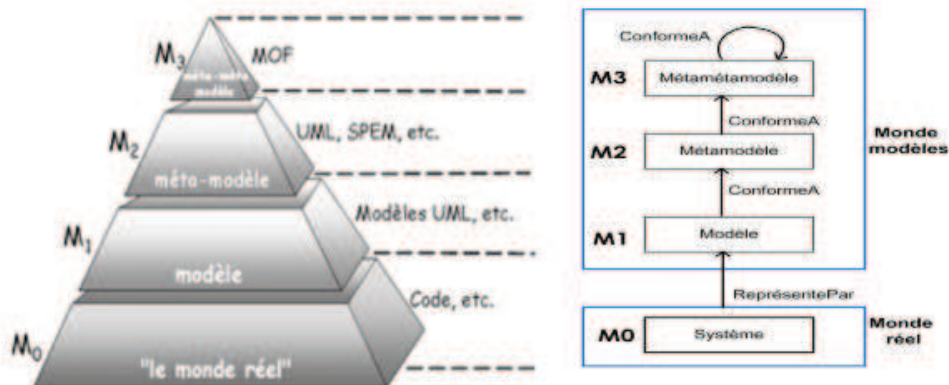 M3
méta-méta
modèle
MOF
M2
méta-modèle
UML, SPEM, etc.
M1
modèle
Modèles UML, etc.
M0
"le monde réel"
Code, etc.
ConformeA
M3
Métamétamodèle
ConformeA
M2
Métamodèle
Monde
modèles
ConformeA
M1
Modèle
ReprésentePar
M0
Système
Monde
réel